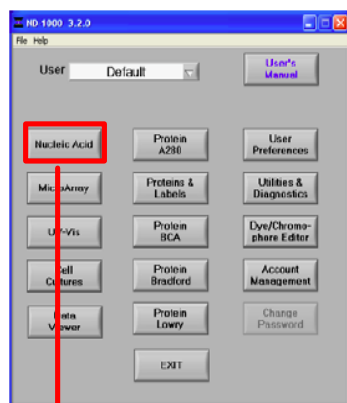 ND-1000 3.2.0
File Help
User Default
User's
Manual
Nucleic Acid
Protein
A280
User
Preferences
MicroArray
Proteins &
Labels
Utilities &
Diagnostics
UV-Vis
Protein
BCA
Dye/Chromo-
phore Editor
Cell
Cultures
Protein
Bradford
Account
Management
Data
Viewer
Protein
Lowry
Change
Password
EXIT